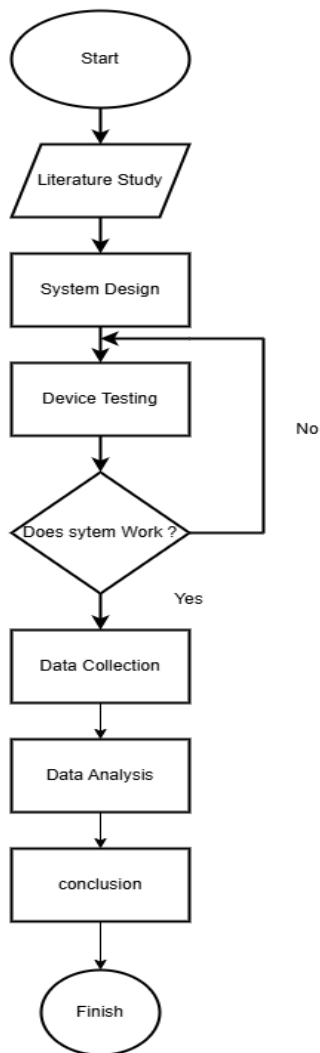 Start
Literature Study
System Design
Device Testing
No
Does sytem Work ?
Yes
Data Collection
Data Analysis
conclusion
Finish